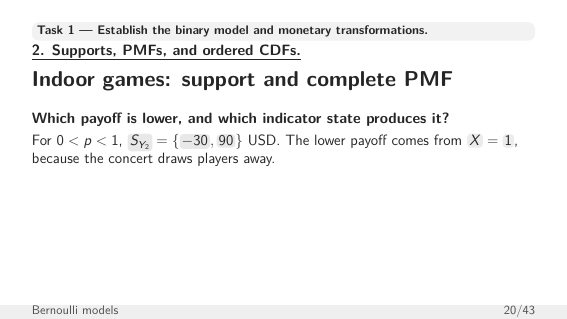 Task 1 — Establish the binary model and monetary transformations.
2. Supports, PMFs, and ordered CDFs.
Indoor games: support and complete PMF
Which payoff is lower, and which indicator state produces it?
For 0 < p < 1, S_{Y_2} = {−30, 90} USD. The lower payoff comes from X = 1,
because the concert draws players away.
Bernoulli models 20/43